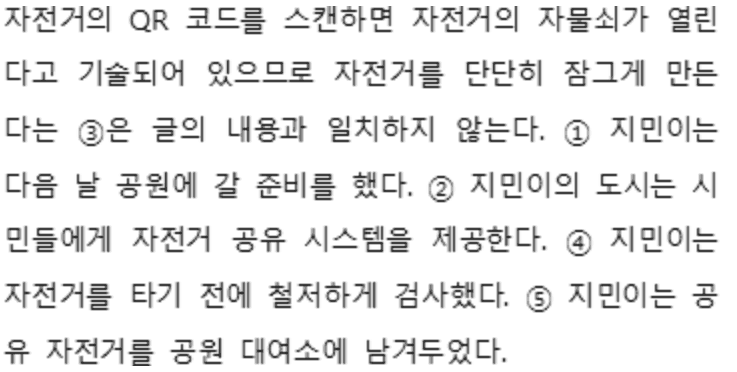 자전거의 QR 코드를 스캔하면 자전거의 자물쇠가 열린
다고 기술되어 있으므로 자전거를 단단히 잠그게 만든
다는 ③은 글의 내용과 일치하지 않는다. ① 지민이는
다음 날 공원에 갈 준비를 했다. ② 지민이의 도시는 시
민들에게 자전거 공유 시스템을 제공한다. ④ 지민이는
자전거를 타기 전에 철저하게 검사했다. ⑤ 지민이는 공
유 자전거를 공원 대여소에 남겨두었다.